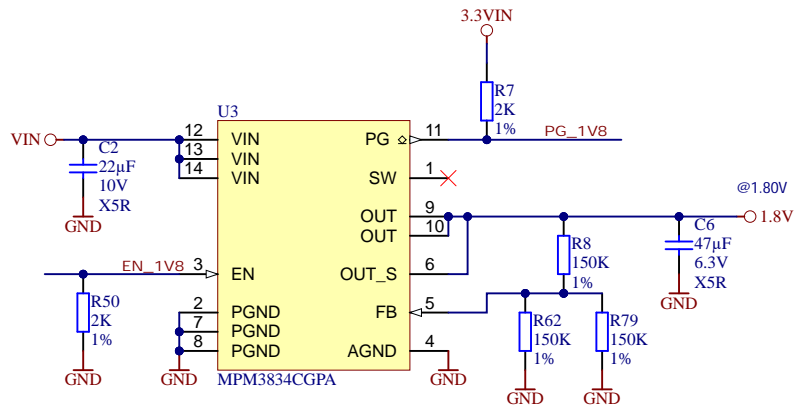 3.3VIN
R7
2K
1%
U3
VIN
C2
22µF
10V
X5R
GND
12
13
14
VIN
VIN
VIN
PG
11
PG_1V8
SW
1
OUT
9
OUT
10
OUT_S
6
@1.80V
1.8V
C6
47µF
6.3V
X5R
GND
R8
150K
1%
EN_1V8
3
EN
FB
5
R50
2K
1%
GND
2
7
8
PGND
PGND
PGND
GND
AGND
4
GND
R62
150K
1%
GND
R79
150K
1%
GND
MPM3834CGPA